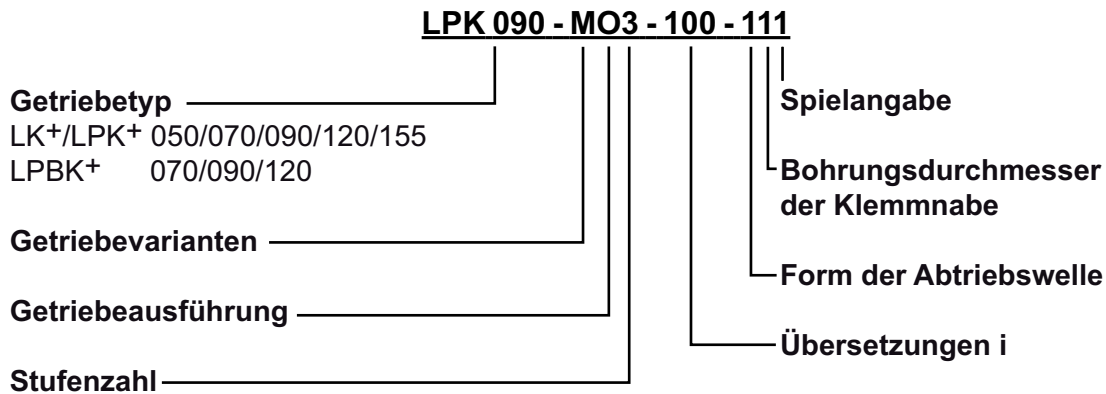 LPK 090 - MO3 - 100 - 111
Getriebetyp
LK+/LPK+ 050/070/090/120/155
LPBK+ 070/090/120
Getriebevarianten
Getriebeausführung
Stufenzahl
Spielangabe
Bohrungsdurchmesser
der Klemmnabe
Form der Abtriebswelle
Übersetzungen i